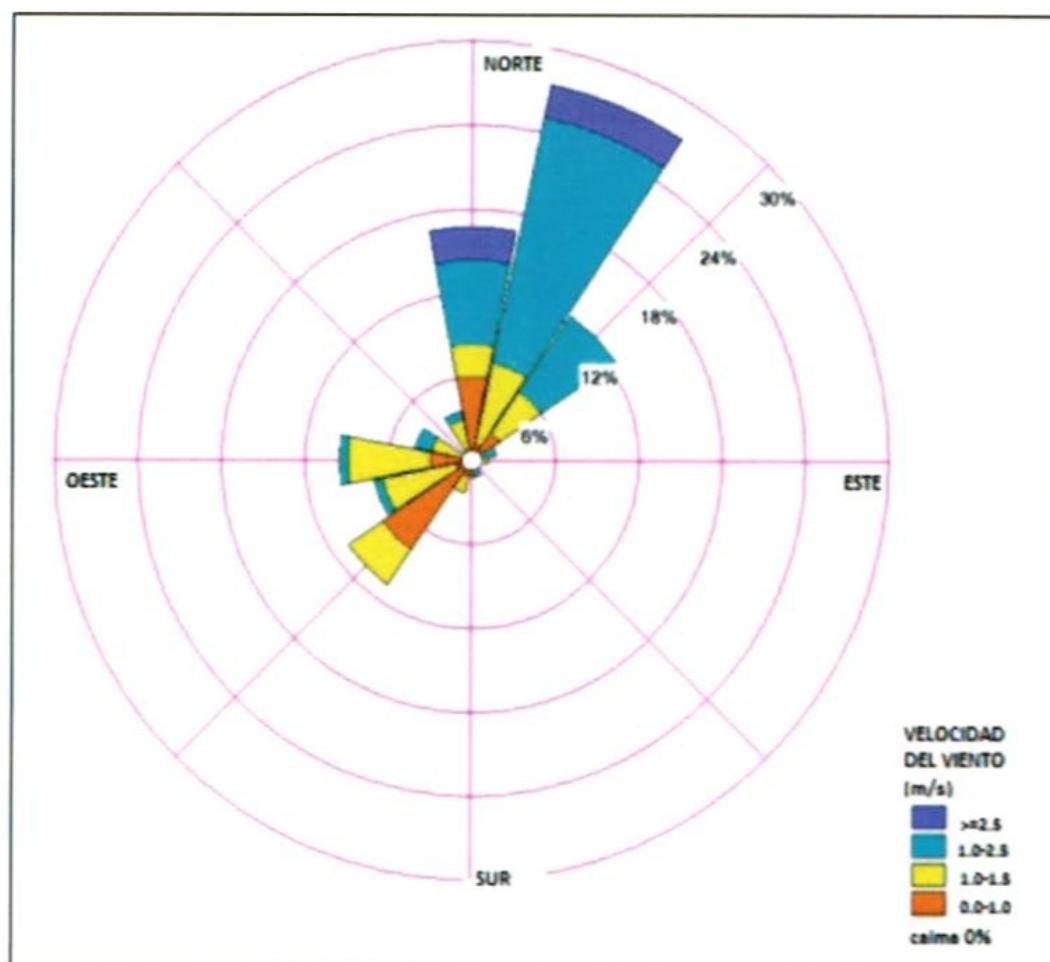 NORTE
30%
24%
18%
12%
6%
OESTE
ESTE
SUR
VELOCIDAD
DEL VIENTO
(m/s)
>=2.5
1.0-2.5
1.0-1.5
0.0-1.0
calma 0%